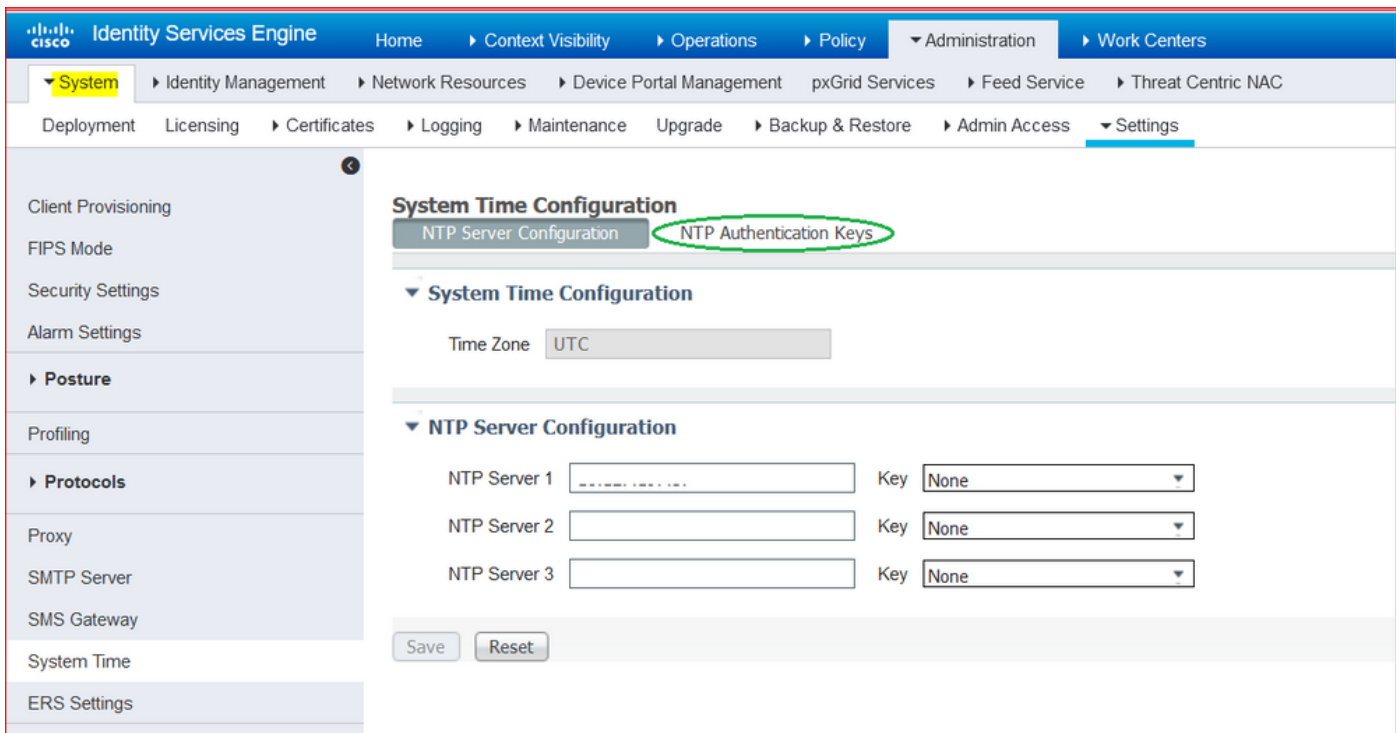 cisco Identity Services Engine Home Context Visibility Operations Policy Administration Work Centers
System Identity Management Network Resources Device Portal Management pxGrid Services Feed Service Threat Centric NAC
Deployment Licensing Certificates Logging Maintenance Upgrade Backup & Restore Admin Access Settings
Client Provisioning
FIPS Mode
Security Settings
Alarm Settings
Posture
Profiling
Protocols
Proxy
SMTP Server
SMS Gateway
System Time
ERS Settings
System Time Configuration
NTP Server Configuration NTP Authentication Keys
System Time Configuration
Time Zone UTC
NTP Server Configuration
NTP Server 1 Key None
NTP Server 2 Key None
NTP Server 3 Key None
Save Reset